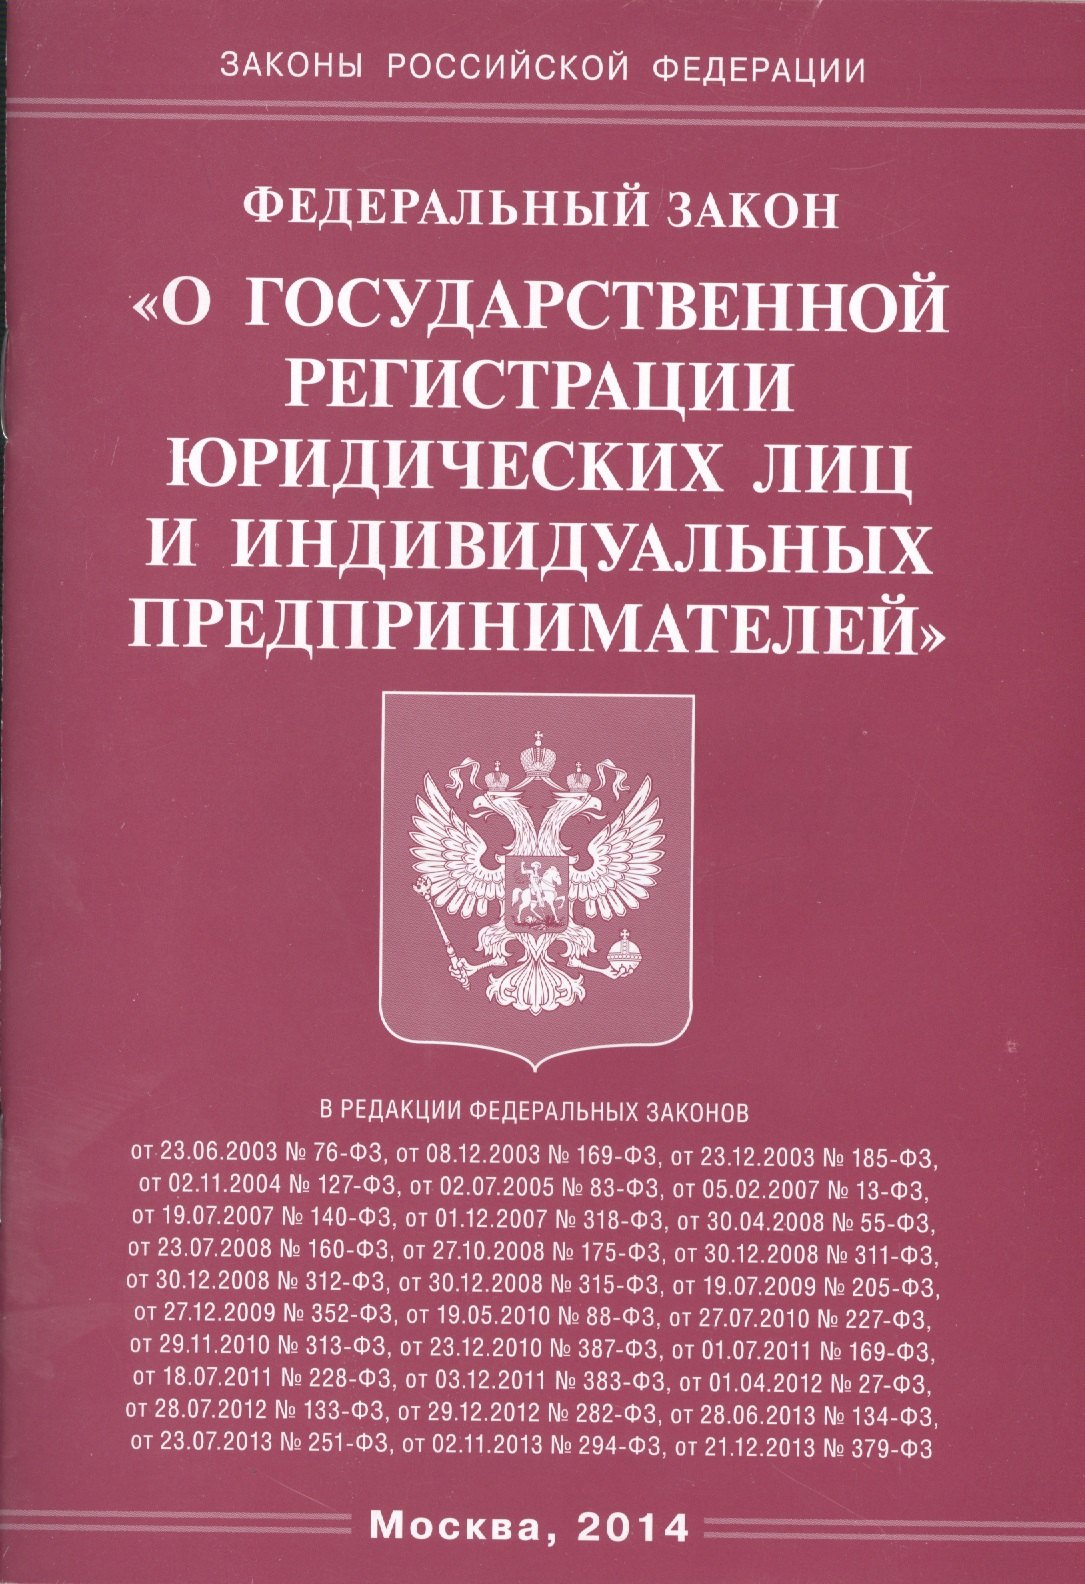 ЗАКОНЫ РОССИЙСКОЙ ФЕДЕРАЦИИ
ФЕДЕРАЛЬНЫЙ ЗАКОН
«О ГОСУДАРСТВЕННОЙ
РЕГИСТРАЦИИ
ЮРИДИЧЕСКИХ ЛИЦ
И ИНДИВИДУАЛЬНЫХ
ПРЕДПРИНИМАТЕЛЕЙ»
В РЕДАКЦИИ ФЕДЕРАЛЬНЫХ ЗАКОНОВ
от 23.06.2003 № 76-ФЗ, от 08.12.2003 № 169-ФЗ, от 23.12.2003 № 185-ФЗ,
от 02.11.2004 № 127-ФЗ, от 02.07.2005 № 83-ФЗ, от 05.02.2007 № 13-ФЗ,
от 19.07.2007 № 140-ФЗ, от 01.12.2007 № 318-ФЗ, от 30.04.2008 № 55-ФЗ,
от 23.07.2008 № 160-ФЗ, от 27.10.2008 № 175-ФЗ, от 30.12.2008 № 311-ФЗ,
от 30.12.2008 № 312-ФЗ, от 30.12.2008 № 315-ФЗ, от 19.07.2009 № 205-ФЗ,
от 27.12.2009 № 352-ФЗ, от 19.05.2010 № 88-ФЗ, от 27.07.2010 № 227-ФЗ,
от 29.11.2010 № 313-ФЗ, от 23.12.2010 № 387-ФЗ, от 01.07.2011 № 169-ФЗ,
от 18.07.2011 № 228-ФЗ, от 03.12.2011 № 383-ФЗ, от 01.04.2012 № 27-ФЗ,
от 28.07.2012 № 133-ФЗ, от 29.12.2012 № 282-ФЗ, от 28.06.2013 № 134-ФЗ,
от 23.07.2013 № 251-ФЗ, от 02.11.2013 № 294-ФЗ, от 21.12.2013 № 379-ФЗ
Москва, 2014